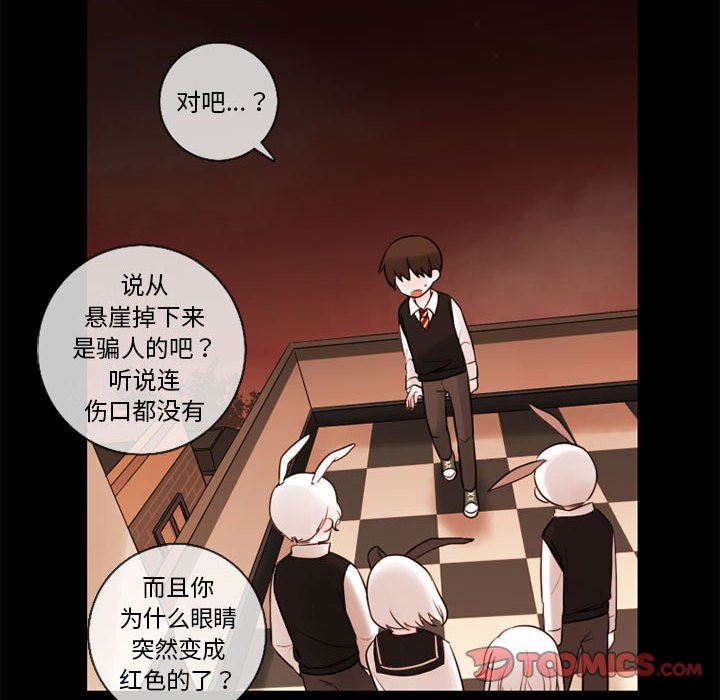 对吧...？
说从
悬崖掉下来
是骗人的吧？
听说连
伤口都没有
而且你
为什么眼睛
突然变成
红色的了？
TOOMICS.COM